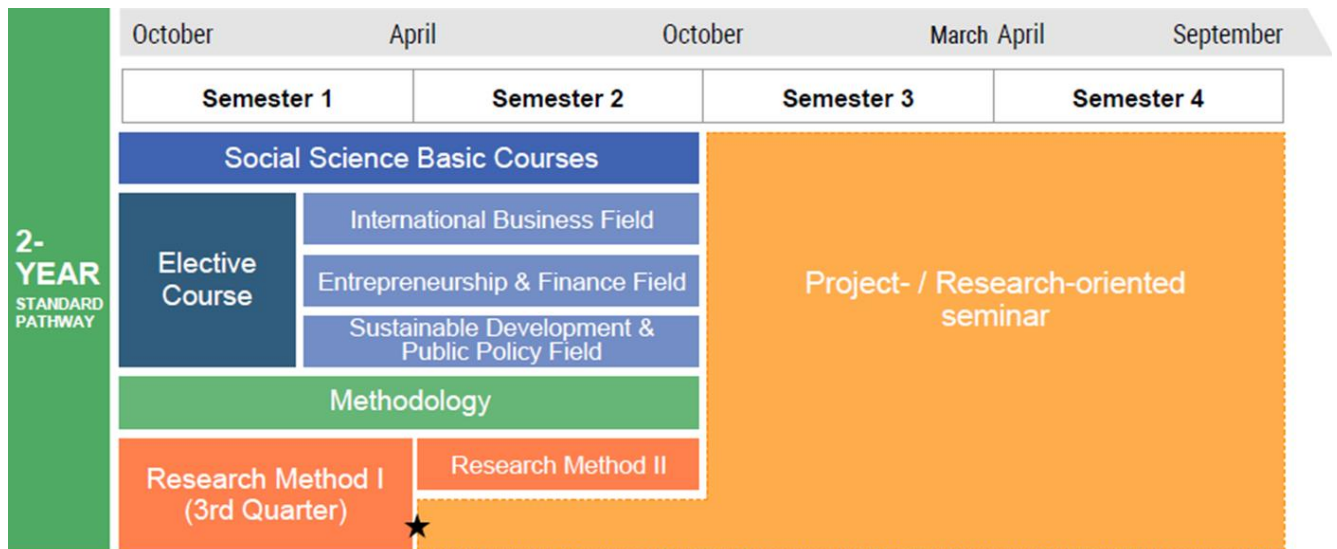 October April October March April September
Semester 1 Semester 2 Semester 3 Semester 4
2-
YEAR
STANDARD
PATHWAY
Social Science Basic Courses
Elective
Course
International Business Field
Entrepreneurship & Finance Field
Sustainable Development &
Public Policy Field
Methodology
Research Method I
(3rd Quarter)
Research Method II
Project- / Research-oriented
seminar